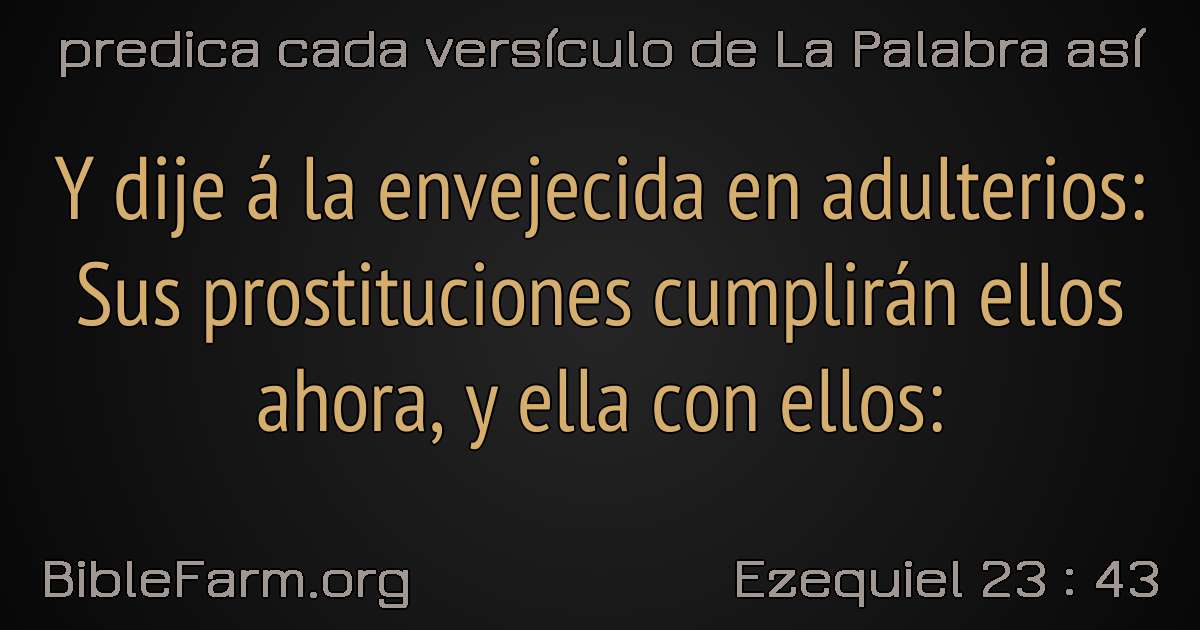 predica cada versículo de La Palabra así
Y dije á la envejecida en adulterios:
Sus prostituciones cumplirán ellos
ahora, y ella con ellos:
BibleFarm.org
Ezequiel 23 : 43